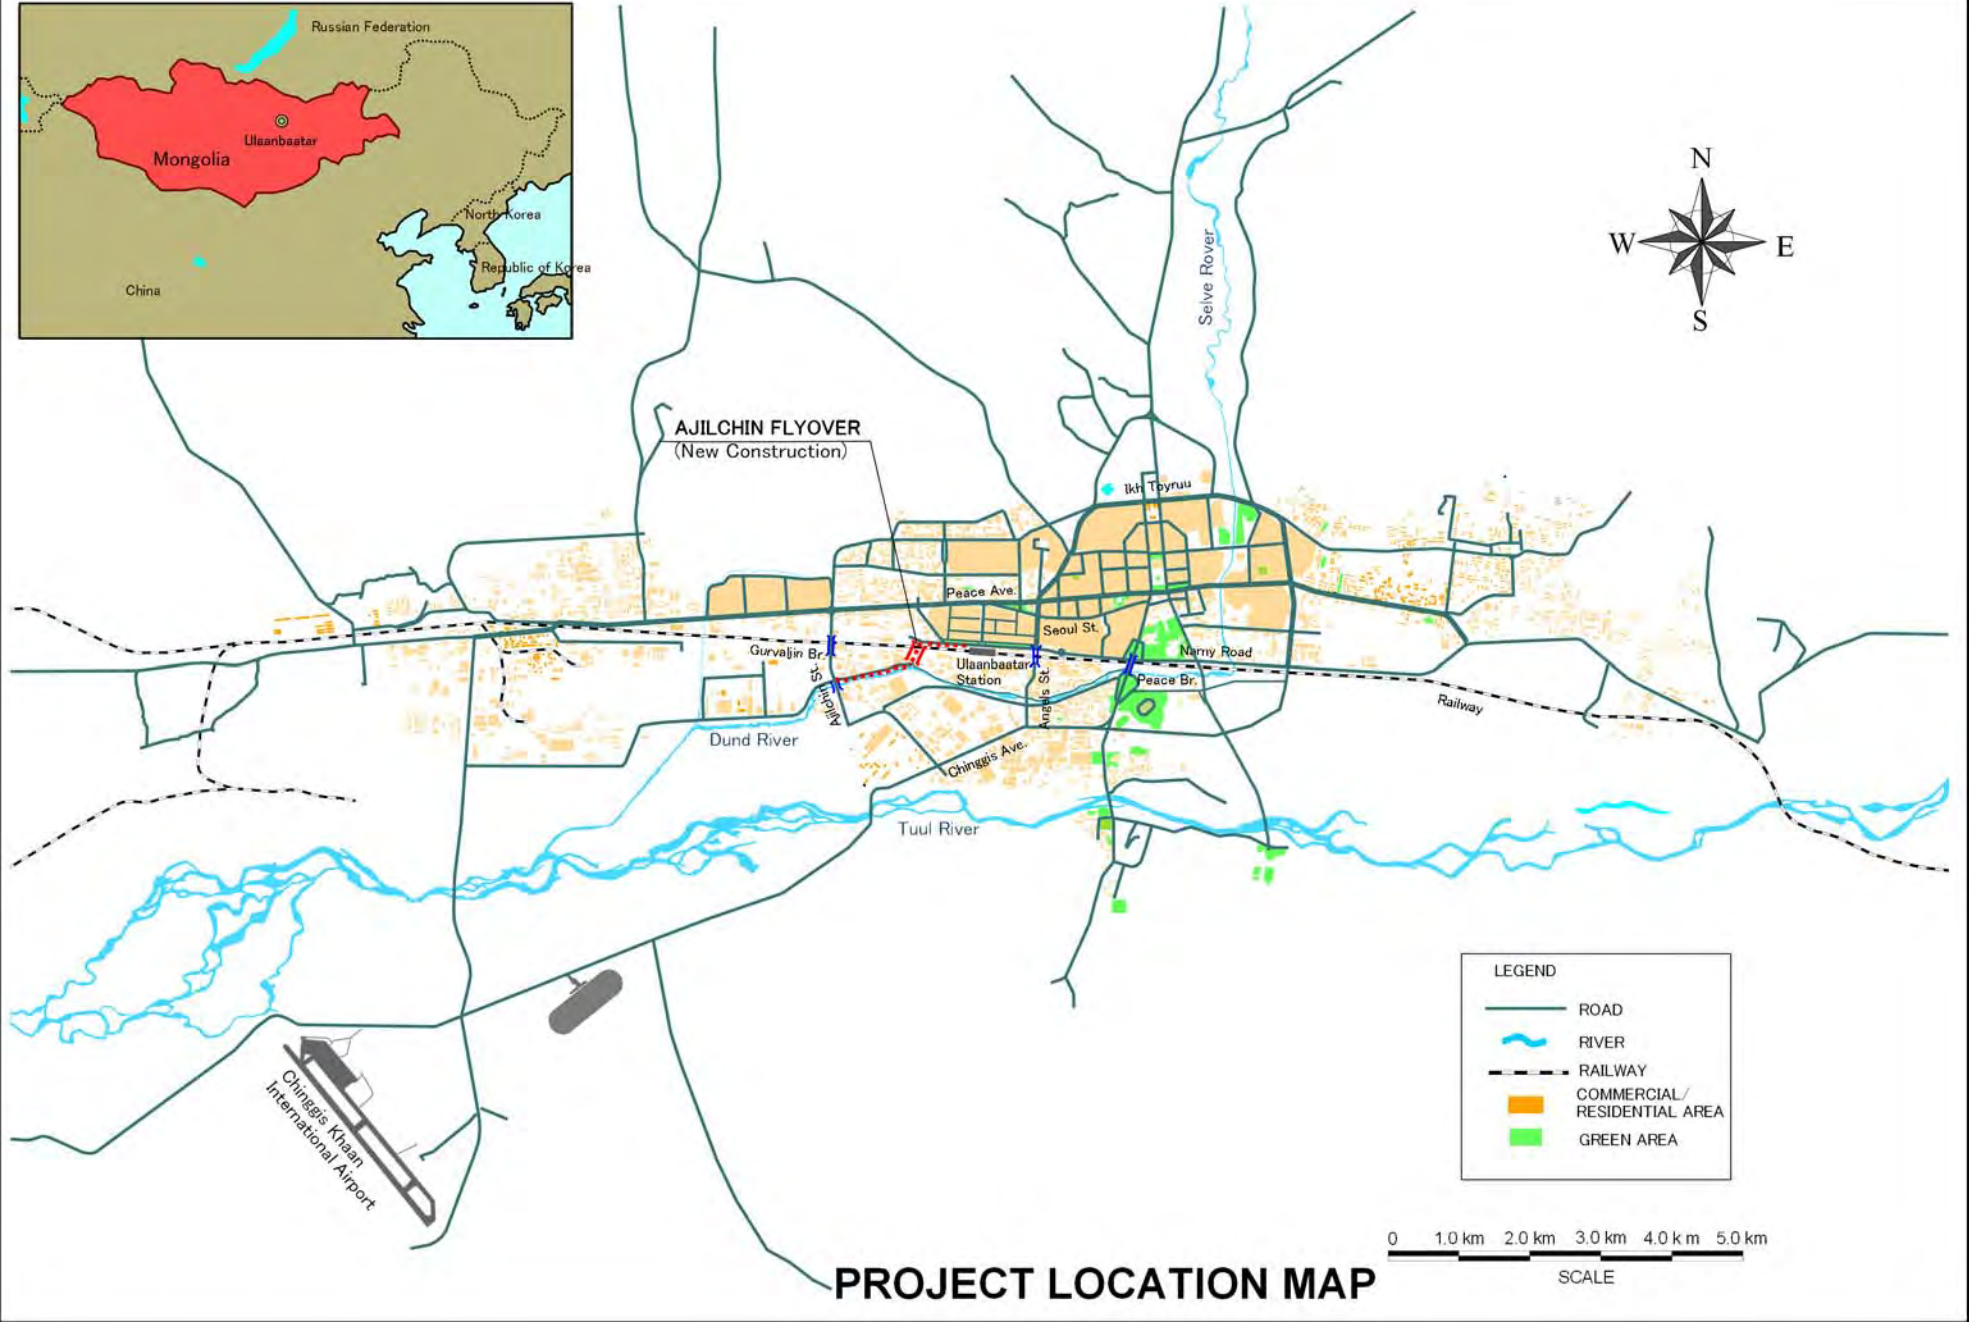 Russian Federation
Ulaanbaatar
Mongolia
North Korea
Republic of Korea
China
N
W
E
S
Selve Rover
AJILCHIN FLYOVER
(New Construction)
Ikh Toyruu
Peace Ave.
Seoul St.
Gurvaljin Br.
Narny Road
Ulaanbaatar
Station
Peace Br.
Ajilchin St.
Angels St.
Railway
Dund River
Chinggis Ave.
Tuul River
Chinggis Khaan
International Airport
LEGEND
ROAD
RIVER
RAILWAY
COMMERCIAL/
RESIDENTIAL AREA
GREEN AREA
0 1.0 km 2.0 km 3.0 km 4.0 k m 5.0 km
SCALE
PROJECT LOCATION MAP